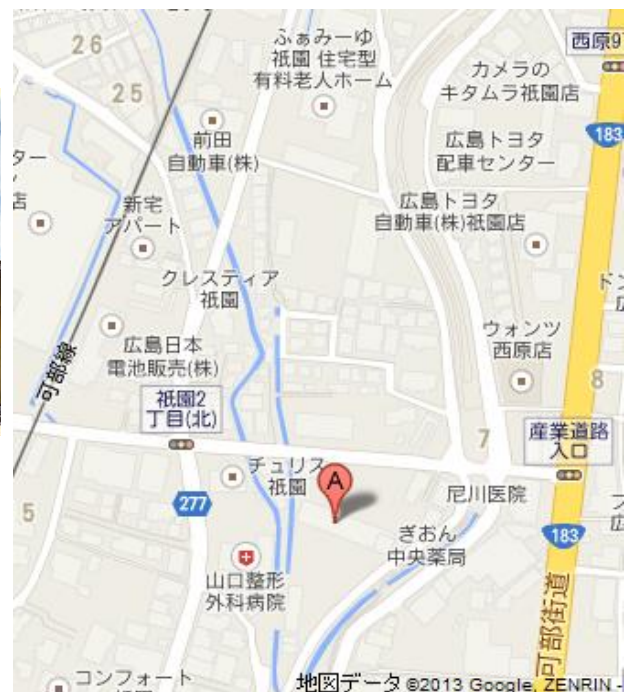 26
ふぁみーゆ
祇園 住宅型
有料老人ホーム
西原9
カメラの
キタムラ祇園店
25
183
前田
自動車(株)
広島トヨタ
配車センター
ター
店
新宅
アパート
広島トヨタ
自動車(株)祇園店
クレスティア
祇園
ウォンツ
西原店
広島日本
電池販売(株)
可部線
8
祇園2
丁目(北)
7
産業道路
入口
チュリス
祇園
A
尼川医院
277
5
ぎおん
中央薬局
183
山口整形
外科病院
可部街道
コンフォート
地図データ ©2013 Google, ZENRIN -